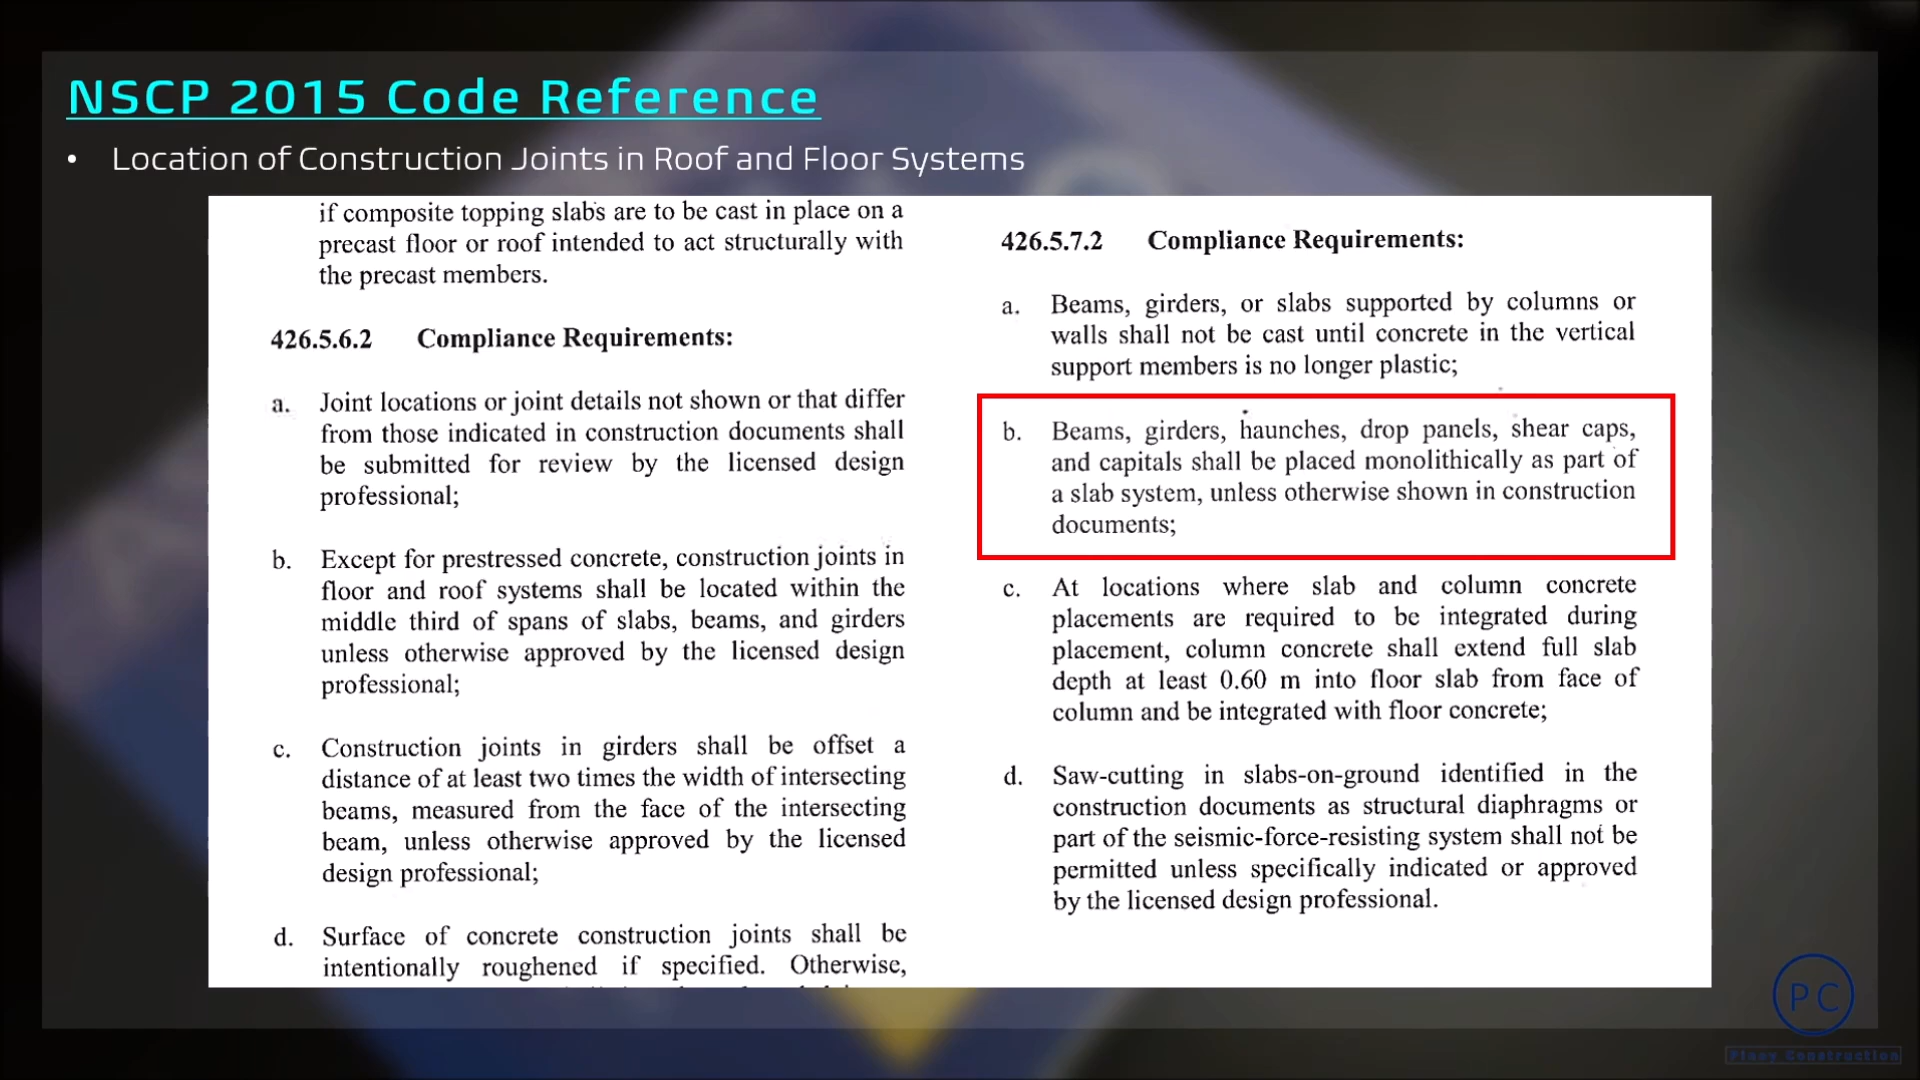 NSCP 2015 Code Reference
• Location of Construction Joints in Roof and Floor Systems
if composite topping slabs are to be cast in place on a
precast floor or roof intended to act structurally with
the precast members.
426.5.6.2 Compliance Requirements:
a. Joint locations or joint details not shown or that differ
from those indicated in construction documents shall
be submitted for review by the licensed design
professional;
b. Except for prestressed concrete, construction joints in
floor and roof systems shall be located within the
middle third of spans of slabs, beams, and girders
unless otherwise approved by the licensed design
professional;
c. Construction joints in girders shall be offset a
distance of at least two times the width of intersecting
beams, measured from the face of the intersecting
beam, unless otherwise approved by the licensed
design professional;
d. Surface of concrete construction joints shall be
intentionally roughened if specified. Otherwise,
426.5.7.2 Compliance Requirements:
a. Beams, girders, or slabs supported by columns or
walls shall not be cast until concrete in the vertical
support members is no longer plastic;
b. Beams, girders, haunches, drop panels, shear caps,
and capitals shall be placed monolithically as part of
a slab system, unless otherwise shown in construction
documents;
c. At locations where slab and column concrete
placements are required to be integrated during
placement, column concrete shall extend full slab
depth at least 0.60 m into floor slab from face of
column and be integrated with floor concrete;
d. Saw-cutting in slabs-on-ground identified in the
construction documents as structural diaphragms or
part of the seismic-force-resisting system shall not be
permitted unless specifically indicated or approved
by the licensed design professional.
PC
Pinoy Construction